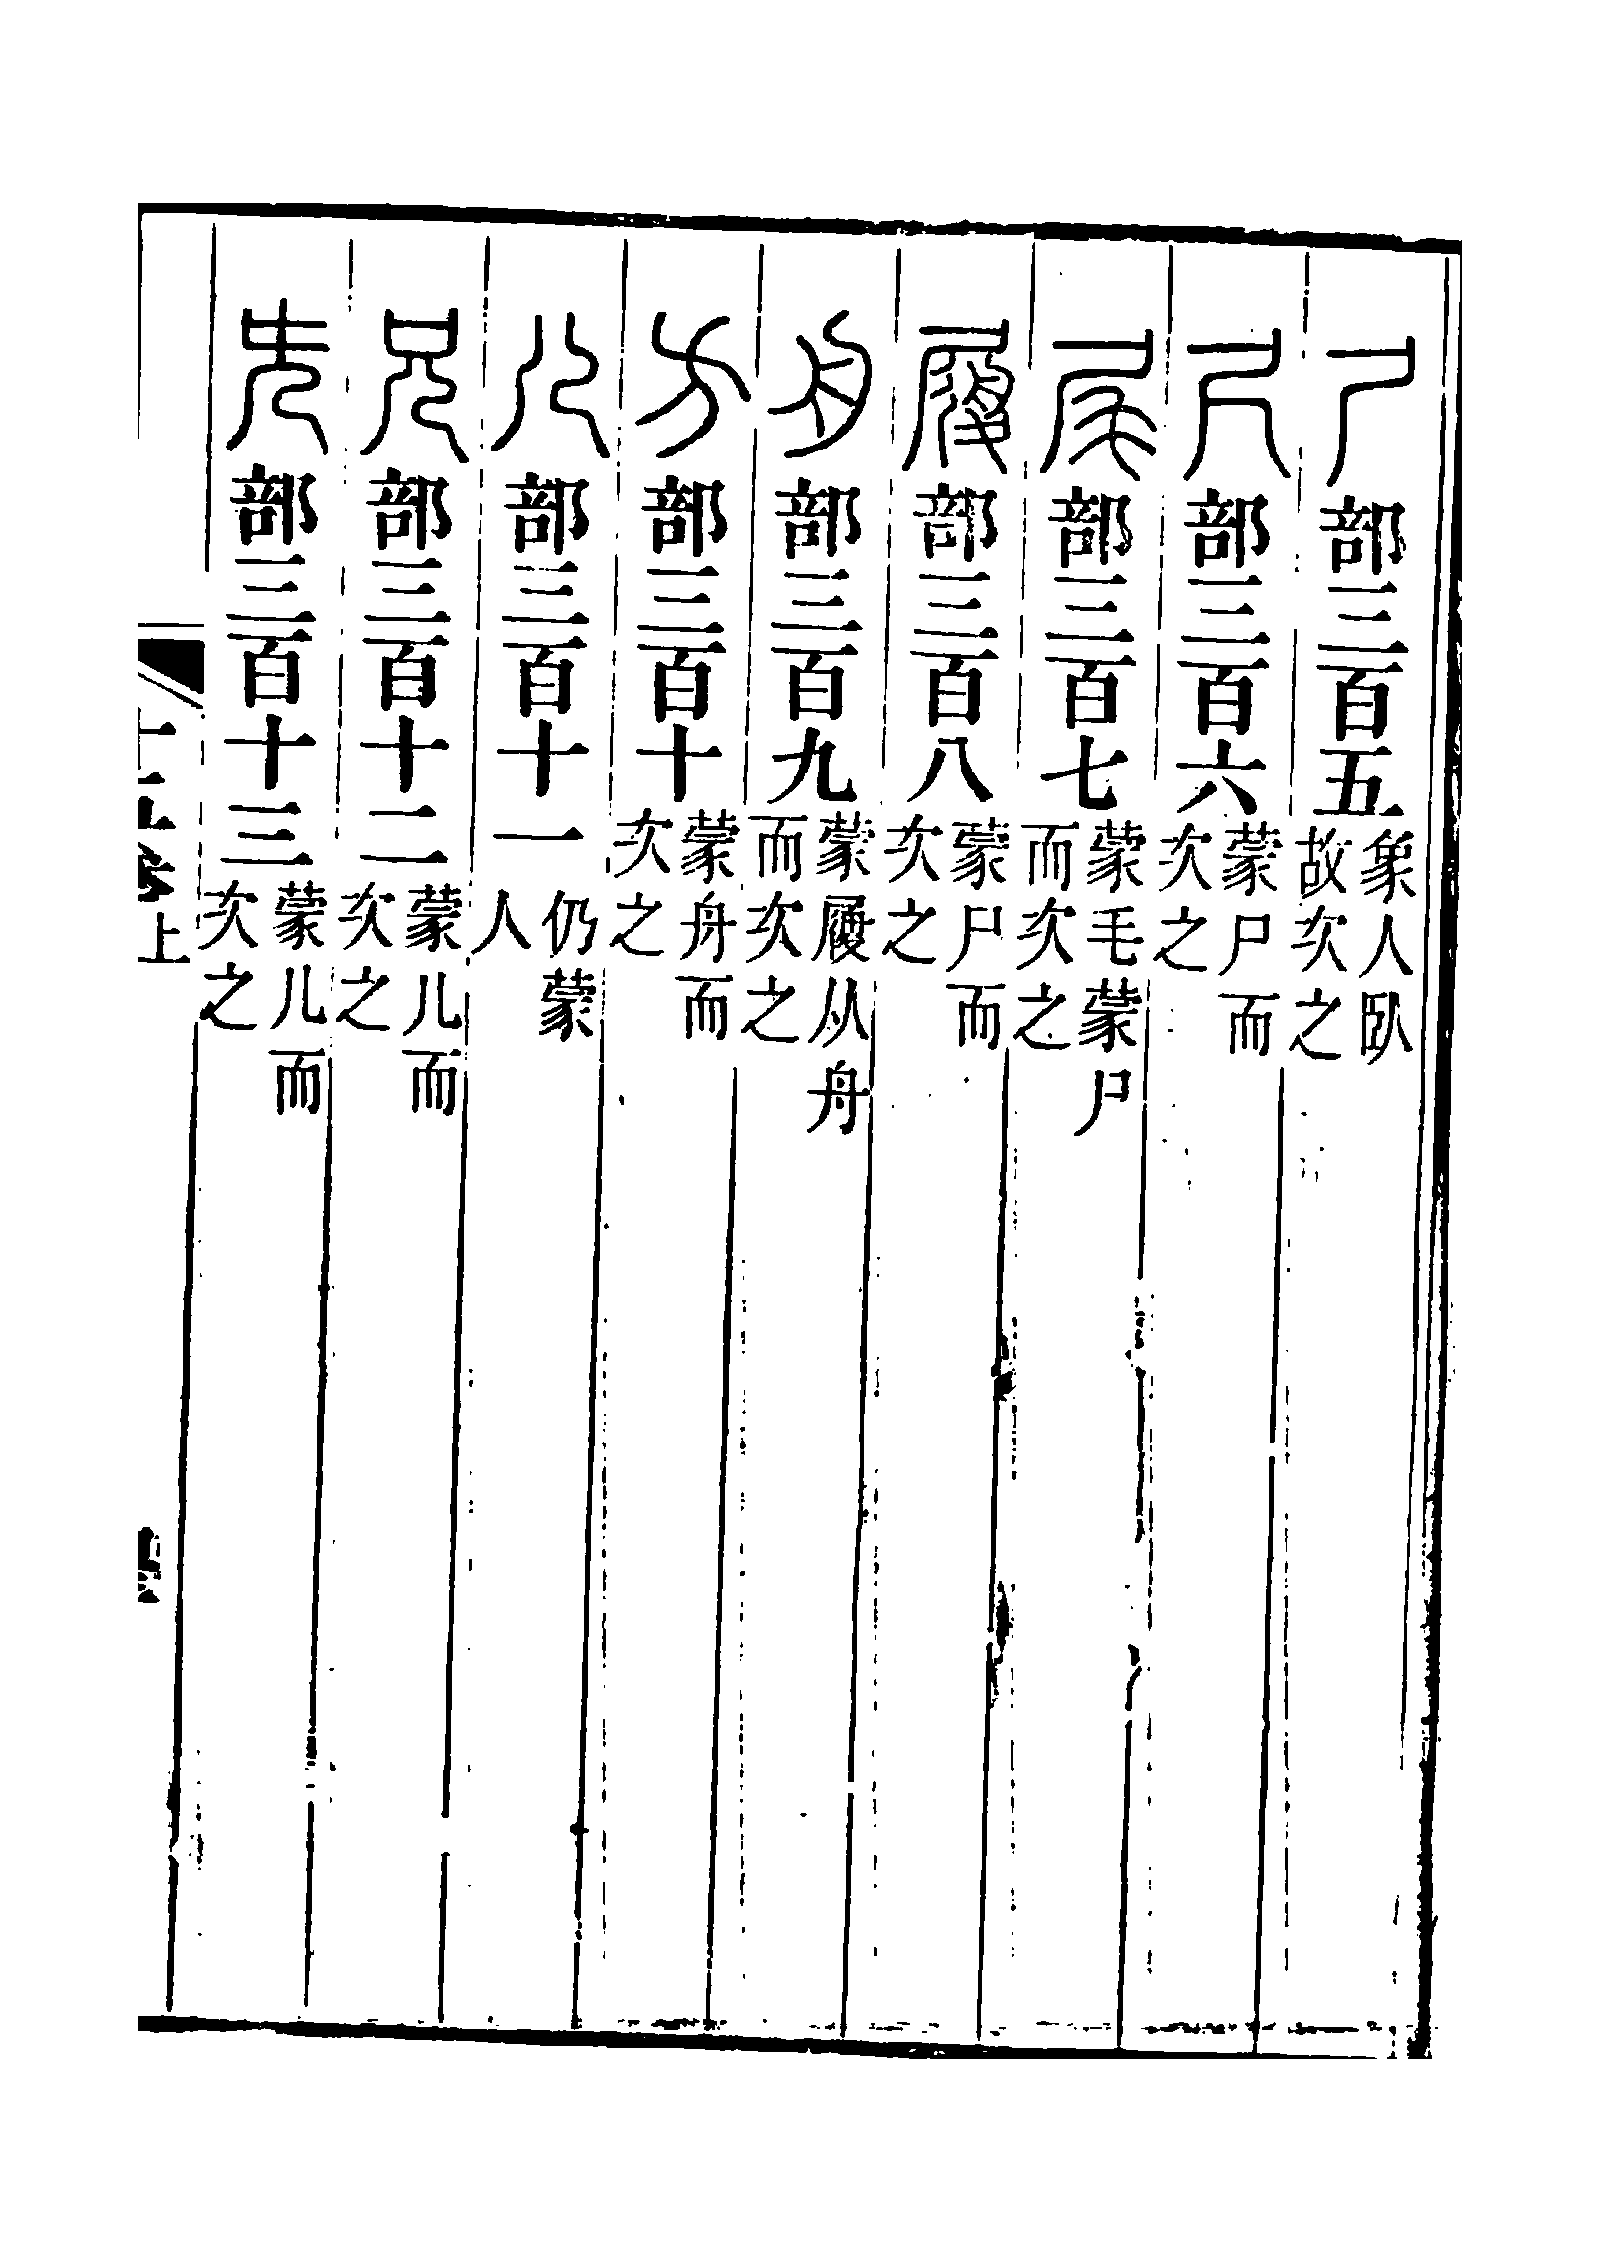 尸部三百五象人臥故次之
尺部三百六蒙尸而次之
尾部三百七蒙毛蒙尸而次之
履部三百八蒙尸而次之
舟部三百九蒙履从舟而次之
方部三百十蒙舟而次之
儿部三百十一仍蒙人
兄部三百十二蒙儿而次之
兂部三百十三蒙儿而次之
上